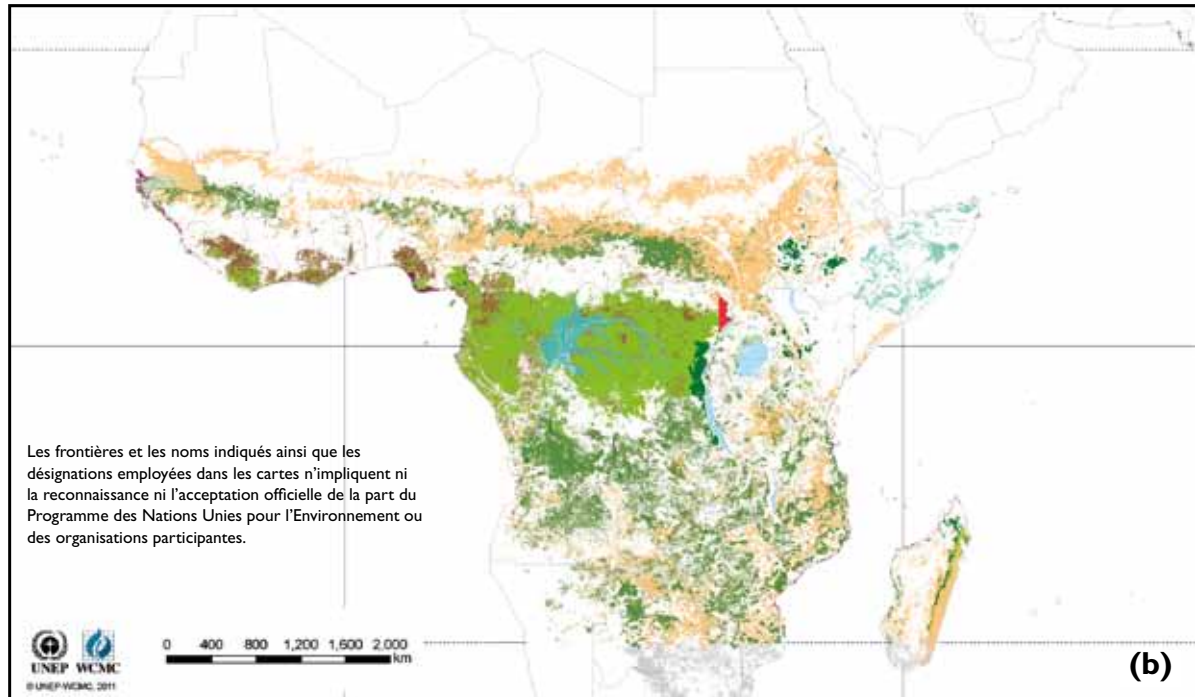 Les frontières et les noms indiqués ainsi que les
désignations employées dans les cartes n’impliquent ni
la reconnaissance ni l’acceptation officielle de la part du
Programme des Nations Unies pour l’Environnement ou
des organisations participantes.
0 400 800 1,200 1,600 2,000
km
UNEP WCMC
© UNEP-WCMC, 2011
(b)